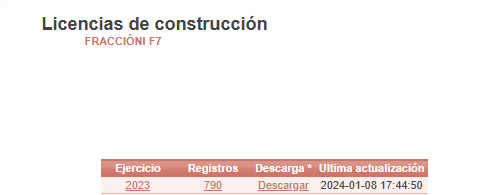 Licencias de construcción
FRACCIÓNI F7
Ejercicio Registros Descarga * Ultima actualización
2023 790 Descargar 2024-01-08 17:44:50